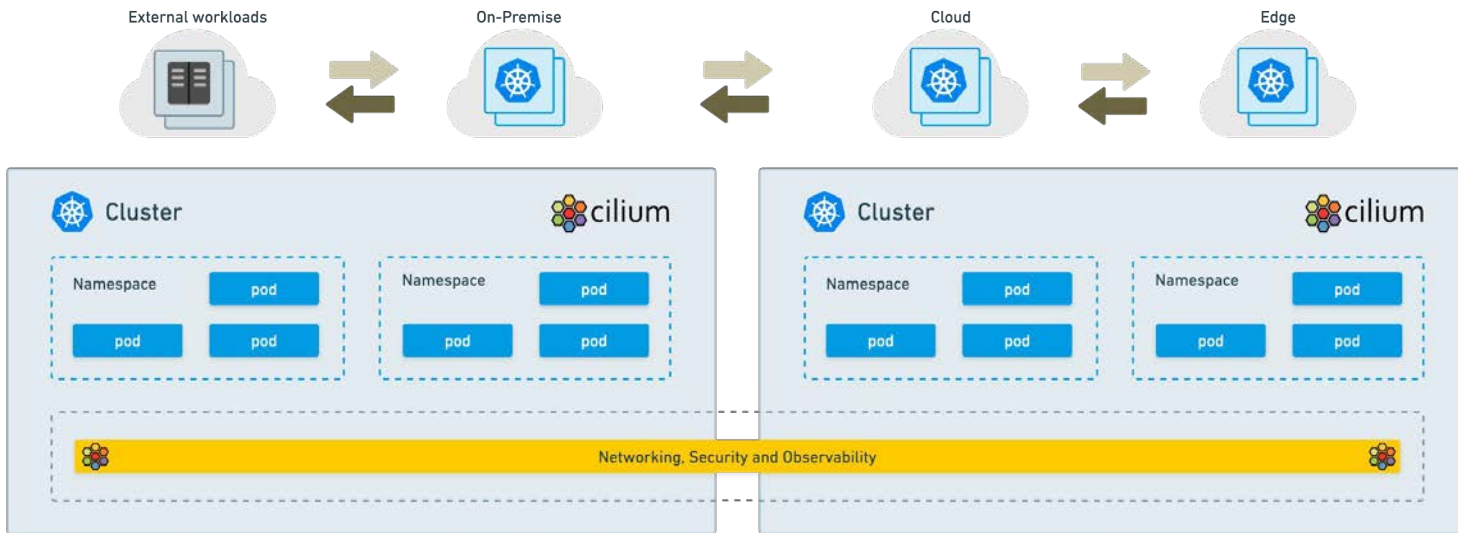 External workloads
On-Premise
Cloud
Edge
Cluster
cilium
Namespace
pod
pod
pod
Namespace
pod
pod
pod
Cluster
cilium
Namespace
pod
pod
pod
Namespace
pod
pod
pod
Networking, Security and Observability